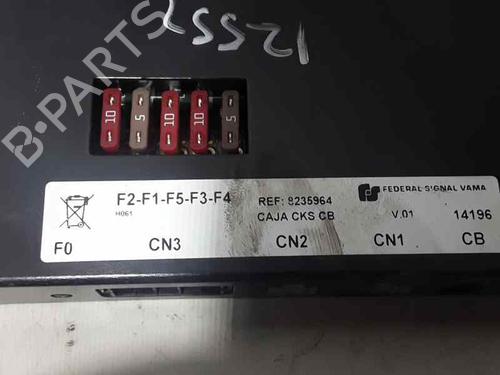 12552
B-PARTS
10 5 10 10 5
F2-F1-F5-F3-F4
H061
REF: 8235964
CAJA CKS CB
FEDERAL SIGNAL VAMA
V.01
14196
F0 CN3 CN2 CN1 CB